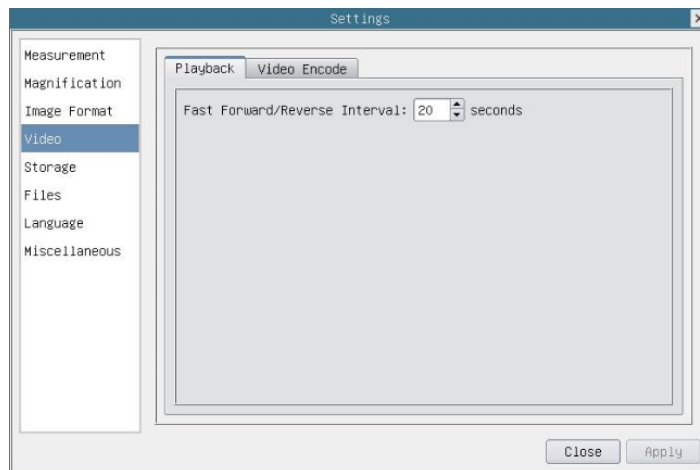 Settings
Measurement
Magnification
Image Format
Video
Storage
Files
Language
Miscellaneous
Playback Video Encode
Fast Forward/Reverse Interval: 20 seconds
Close Apply